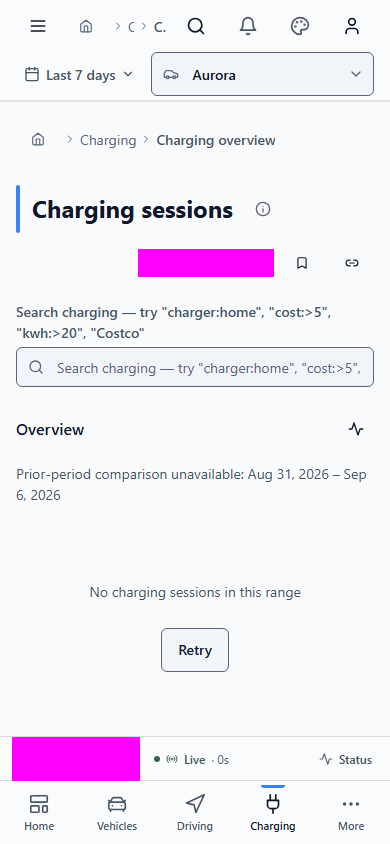 C C.
Last 7 days
Aurora
Charging
Charging overview
Charging sessions
Search charging — try "charger:home", "cost:>5",
"kwh:>20", "Costco"
Search charging — try "charger:home", "cost:>5",
Overview
Prior-period comparison unavailable: Aug 31, 2026 – Sep
6, 2026
No charging sessions in this range
Retry
Live · 0s
Status
Home
Vehicles
Driving
Charging
More